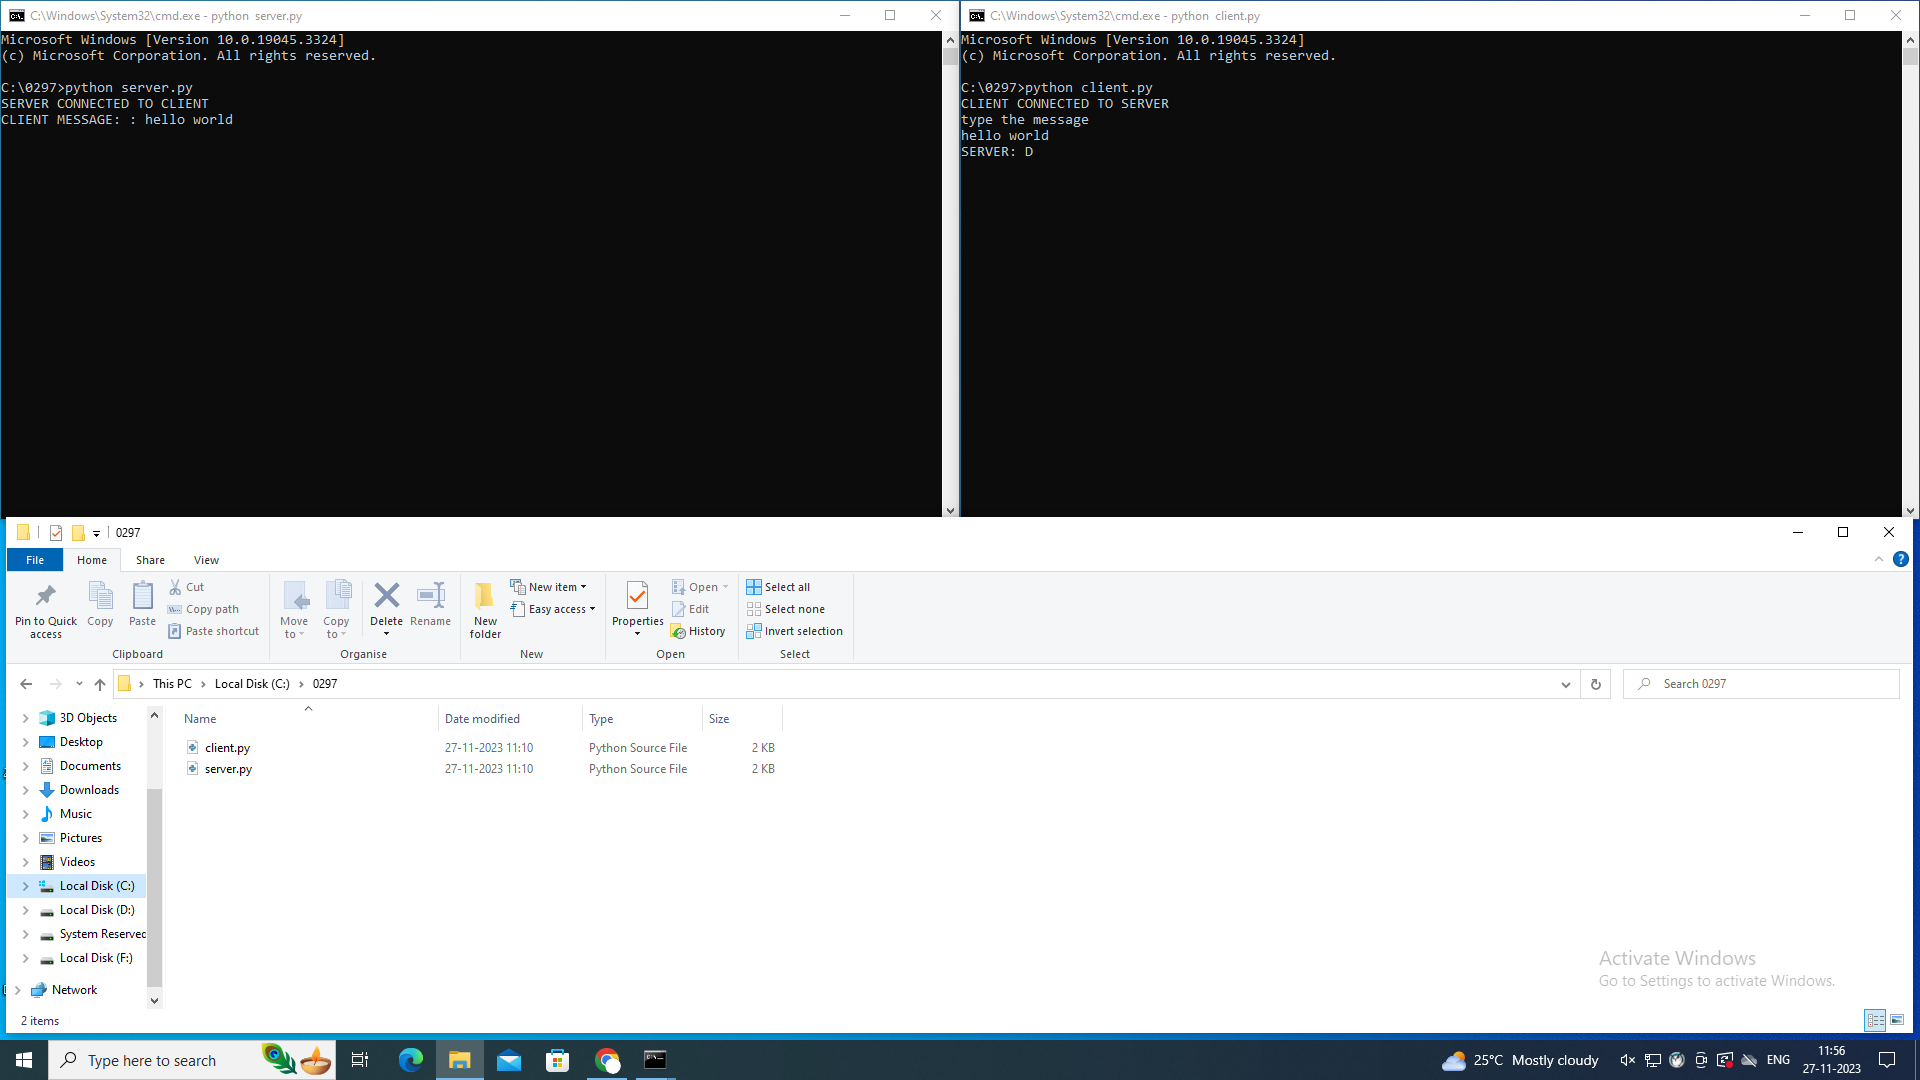 C:\Windows\System32\cmd.exe - python server.py
Microsoft Windows [Version 10.0.19045.3324]
(c) Microsoft Corporation. All rights reserved.
C:\0297>python server.py
SERVER CONNECTED TO CLIENT
CLIENT MESSAGE: : hello world
C:\Windows\System32\cmd.exe - python client.py
Microsoft Windows [Version 10.0.19045.3324]
(c) Microsoft Corporation. All rights reserved.
C:\0297>python client.py
CLIENT CONNECTED TO SERVER
type the message
hello world
SERVER: D
0297
File Home Share View
Pin to Quick access
Copy
Paste
Cut
Copy path
Paste shortcut
Clipboard
Move to
Copy to
Delete
Rename
Organise
New folder
New item
Easy access
New
Properties
Open
Edit
History
Open
Select all
Select none
Invert selection
Select
This PC > Local Disk (C:) > 0297
Search 0297
3D Objects
Desktop
Documents
Downloads
Music
Pictures
Videos
Local Disk (C:)
Local Disk (D:)
System Reserved
Local Disk (F:)
Network
Name Date modified Type Size
client.py 27-11-2023 11:10 Python Source File 2 KB
server.py 27-11-2023 11:10 Python Source File 2 KB
Activate Windows
Go to Settings to activate Windows.
2 items
Type here to search
25°C Mostly cloudy
ENG
11:56
27-11-2023